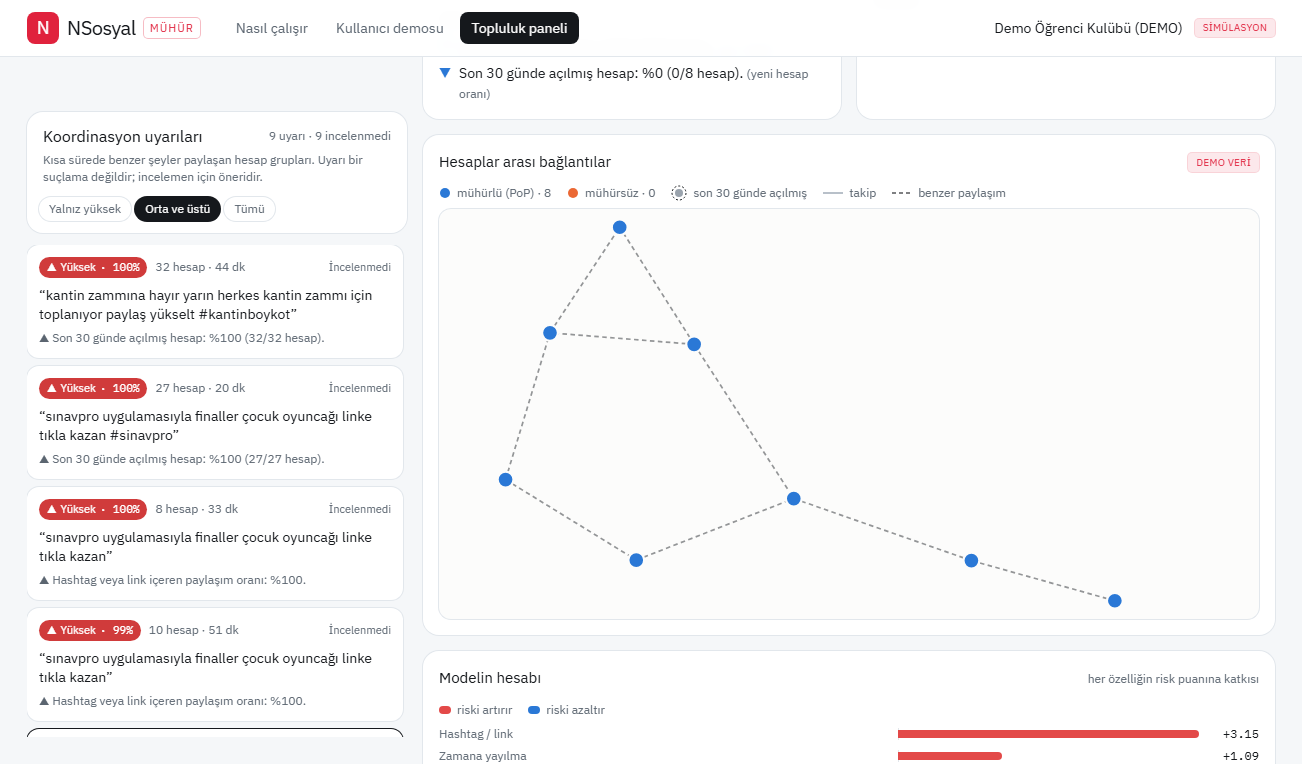 N NSosyal MÜHÜR Nasıl çalışır Kullanıcı demosu Topluluk paneli Demo Öğrenci Kulübü (DEMO) SİMÜLASYON
Koordinasyon uyarıları 9 uyarı · 9 incelenmedi
Kısa sürede benzer şeyler paylaşan hesap grupları. Uyarı bir
suçlama değildir; incelemen için öneridir.
Yalnız yüksek Orta ve üstü Tümü
▲ Yüksek · 100% 32 hesap · 44 dk İncelenmedi
“kantin zammına hayır yarın herkes kantin zammı için
toplanıyor paylaş yükselt #kantinboykot”
▲ Son 30 günde açılmış hesap: %100 (32/32 hesap).
▲ Yüksek · 100% 27 hesap · 20 dk İncelenmedi
“sınavpro uygulamasıyla finaller çocuk oyuncağı linke
tıkla kazan #sinavpro”
▲ Son 30 günde açılmış hesap: %100 (27/27 hesap).
▲ Yüksek · 100% 8 hesap · 33 dk İncelenmedi
“sınavpro uygulamasıyla finaller çocuk oyuncağı linke
tıkla kazan”
▲ Hashtag veya link içeren paylaşım oranı: %100.
▲ Yüksek · 99% 10 hesap · 51 dk İncelenmedi
“sınavpro uygulamasıyla finaller çocuk oyuncağı linke
tıkla kazan”
▲ Hashtag veya link içeren paylaşım oranı: %100.
▼ Son 30 günde açılmış hesap: %0 (0/8 hesap). (yeni hesap
oranı)
Hesaplar arası bağlantılar DEMO VERİ
mühürlü (PoP) · 8 mühürsüz · 0 son 30 günde açılmış takip benzer paylaşım
Modelin hesabı her özelliğin risk puanına katkısı
riski artırır riski azaltır
Hashtag / link +3.15
Zamana yayılma +1.09